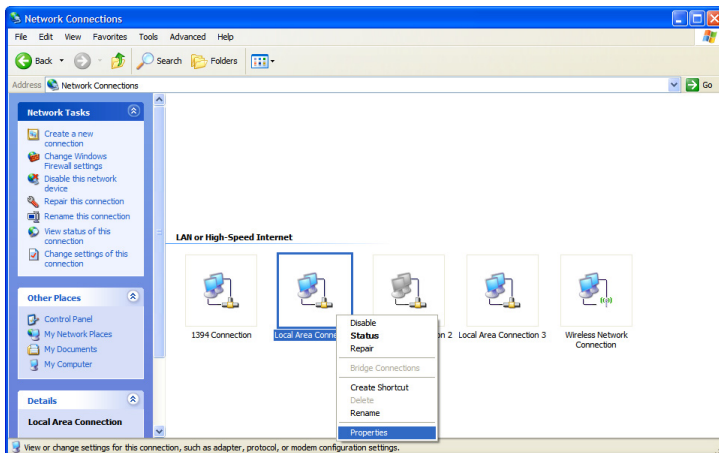 Network Connections
File Edit View Favorites Tools Advanced Help
Back Search Folders
Address Network Connections Go
Network Tasks
Create a new
connection
Change Windows
Firewall settings
Disable this network
device
Repair this connection
Rename this connection
View status of this
connection
Change settings of this
connection
Other Places
Control Panel
My Network Places
My Documents
My Computer
Details
Local Area Connection
LAN or High-Speed Internet
1394 Connection
Local Area Conne
n 2
Local Area Connection 3
Wireless Network
Connection
Disable
Status
Repair
Bridge Connections
Create Shortcut
Delete
Rename
Properties
View or change settings for this connection, such as adapter, protocol, or modem configuration settings.